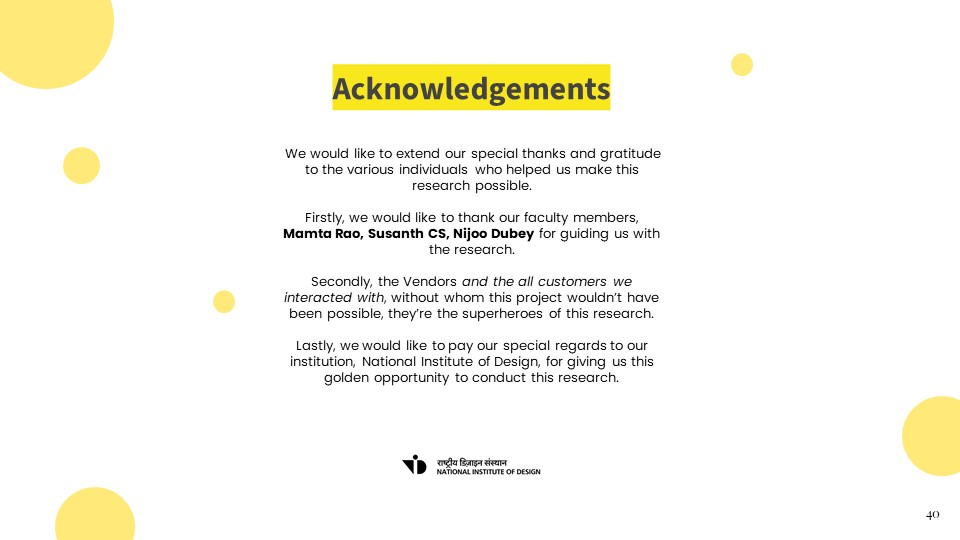 Acknowledgements
We would like to extend our special thanks and gratitude
to the various individuals who helped us make this
research possible.
Firstly, we would like to thank our faculty members,
Mamta Rao, Susanth CS, Nijoo Dubey for guiding us with
the research.
Secondly, the Vendors and the all customers we
interacted with, without whom this project wouldn’t have
been possible, they’re the superheroes of this research.
Lastly, we would like to pay our special regards to our
institution, National Institute of Design, for giving us this
golden opportunity to conduct this research.
राष्ट्रीय डिज़ाइन संस्थान
NATIONAL INSTITUTE OF DESIGN
40